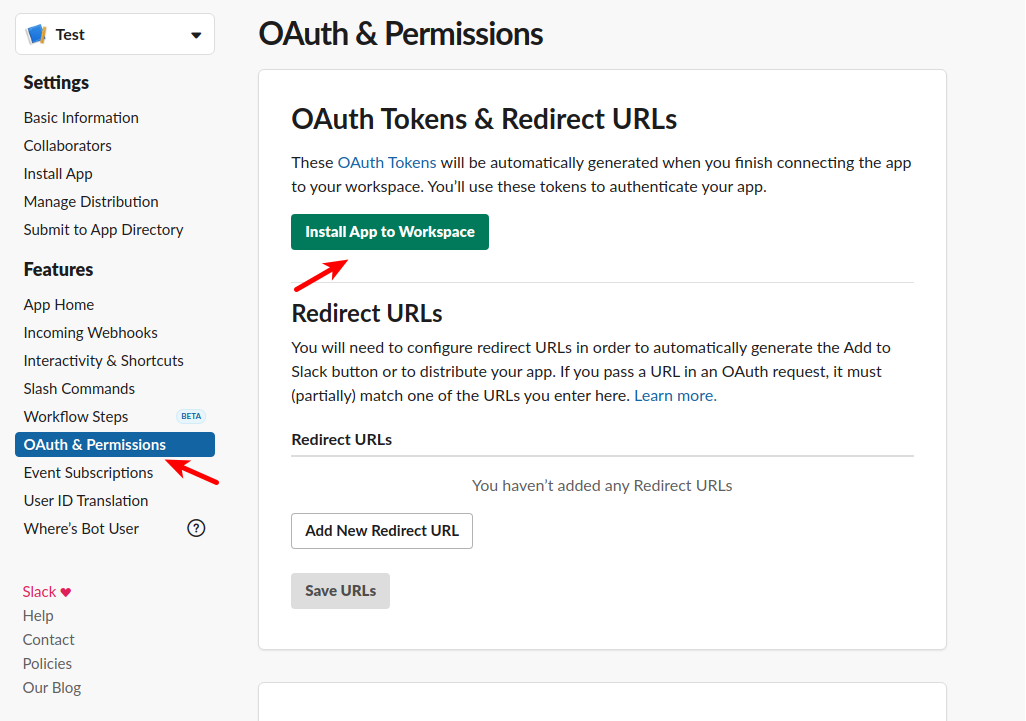 Test
Settings
Basic Information
Collaborators
Install App
Manage Distribution
Submit to App Directory
Features
App Home
Incoming Webhooks
Interactivity & Shortcuts
Slash Commands
Workflow Steps BETA
OAuth & Permissions
Event Subscriptions
User ID Translation
Where’s Bot User ?
Slack ♥
Help
Contact
Policies
Our Blog
OAuth & Permissions
OAuth Tokens & Redirect URLs
These OAuth Tokens will be automatically generated when you finish connecting the app
to your workspace. You’ll use these tokens to authenticate your app.
Install App to Workspace
Redirect URLs
You will need to configure redirect URLs in order to automatically generate the Add to
Slack button or to distribute your app. If you pass a URL in an OAuth request, it must
(partially) match one of the URLs you enter here. Learn more.
Redirect URLs
You haven’t added any Redirect URLs
Add New Redirect URL
Save URLs